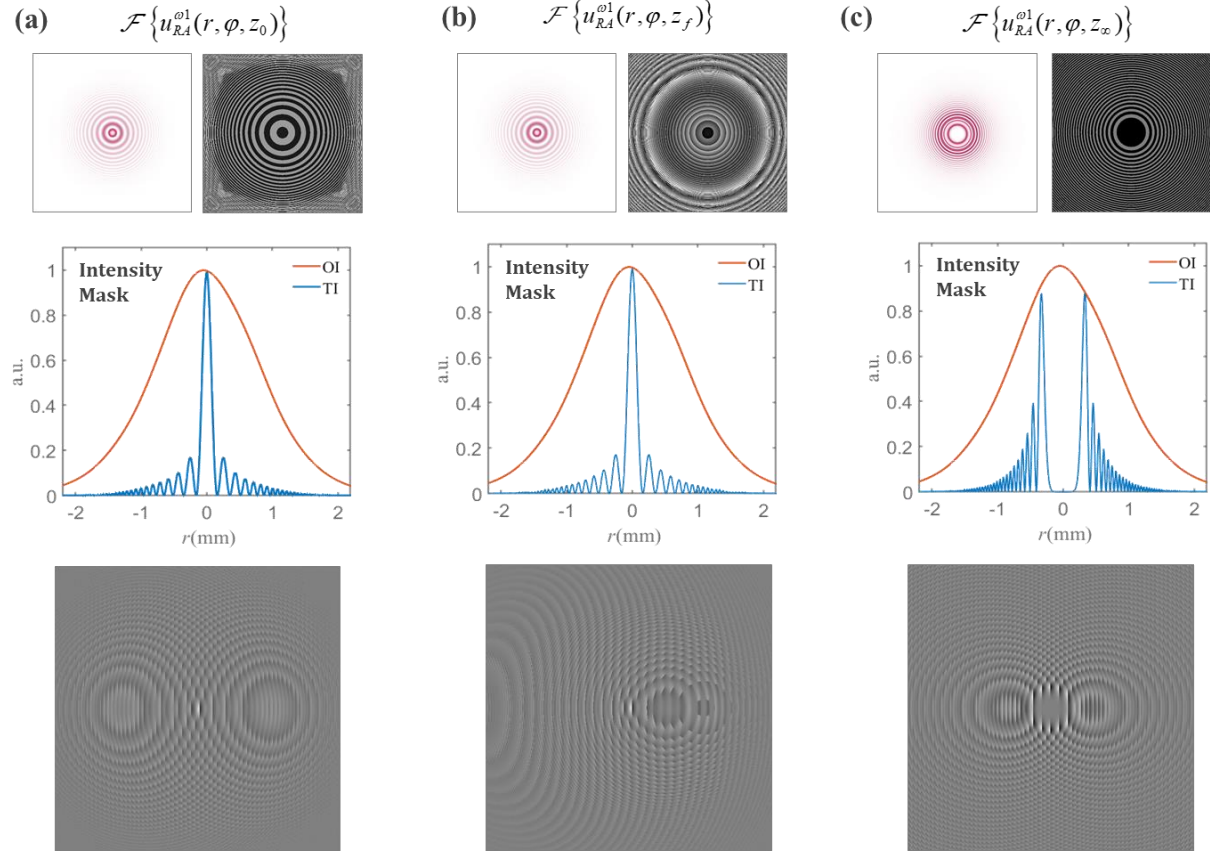 (a) ℱ{u_{RA}^{ω1}(r, φ, z_0)}
(b) ℱ{u_{RA}^{ω1}(r, φ, z_f)}
(c) ℱ{u_{RA}^{ω1}(r, φ, z_∞)}
Intensity
Mask
OI
TI
a.u.
1
0.8
0.6
0.4
0.2
0
-2 -1 0 1 2
r(mm)
Intensity
Mask
OI
TI
a.u.
1
0.8
0.6
0.4
0.2
0
-2 -1 0 1 2
r(mm)
Intensity
Mask
OI
TI
a.u.
1
0.8
0.6
0.4
0.2
0
-2 -1 0 1 2
r(mm)